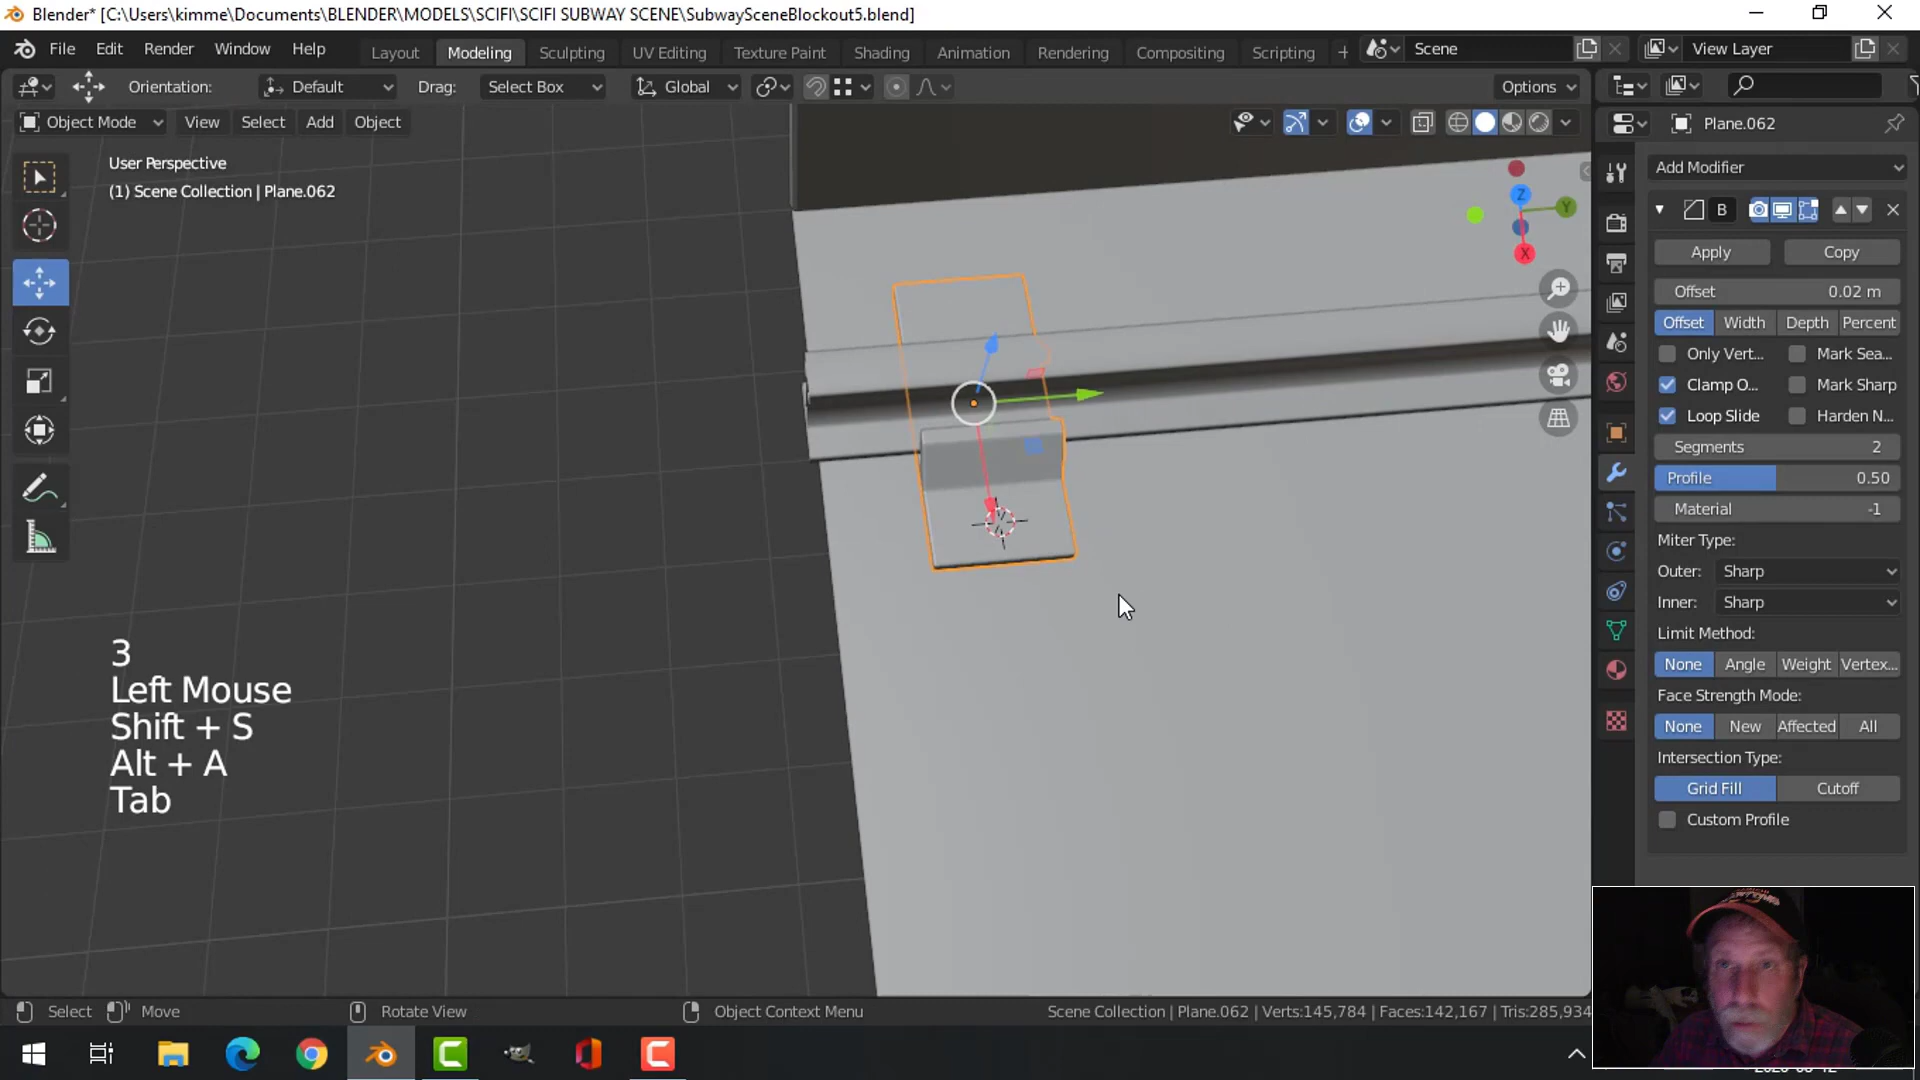 Blender* [C:\Users\kimme\Documents\BLENDER\MODELS\SCIFI\SCIFI SUBWAY SCENE\SubwaySceneBlockout5.blend]
File Edit Render Window Help Layout Modeling Sculpting UV Editing Texture Paint Shading Animation Rendering Compositing Scripting + Scene View Layer
Orientation: Default Drag: Select Box Global Options
Object Mode View Select Add Object Plane.062
User Perspective
(1) Scene Collection | Plane.062
Add Modifier
B
Apply Copy
Offset 0.02 m
Offset Width Depth Percent
Only Vert... Mark Sea...
Clamp O... Mark Sharp
Loop Slide Harden N...
Segments 2
Profile 0.50
Material -1
Miter Type:
Outer: Sharp
Inner: Sharp
Limit Method:
None Angle Weight Vertex...
Face Strength Mode:
None New Affected All
Intersection Type:
Grid Fill Cutoff
Custom Profile
Z
Y
X
3
Left Mouse
Shift + S
Alt + A
Tab
Select Move Rotate View Object Context Menu Scene Collection | Plane.062 | Verts:145,784 | Faces:142,167 | Tris:285,934